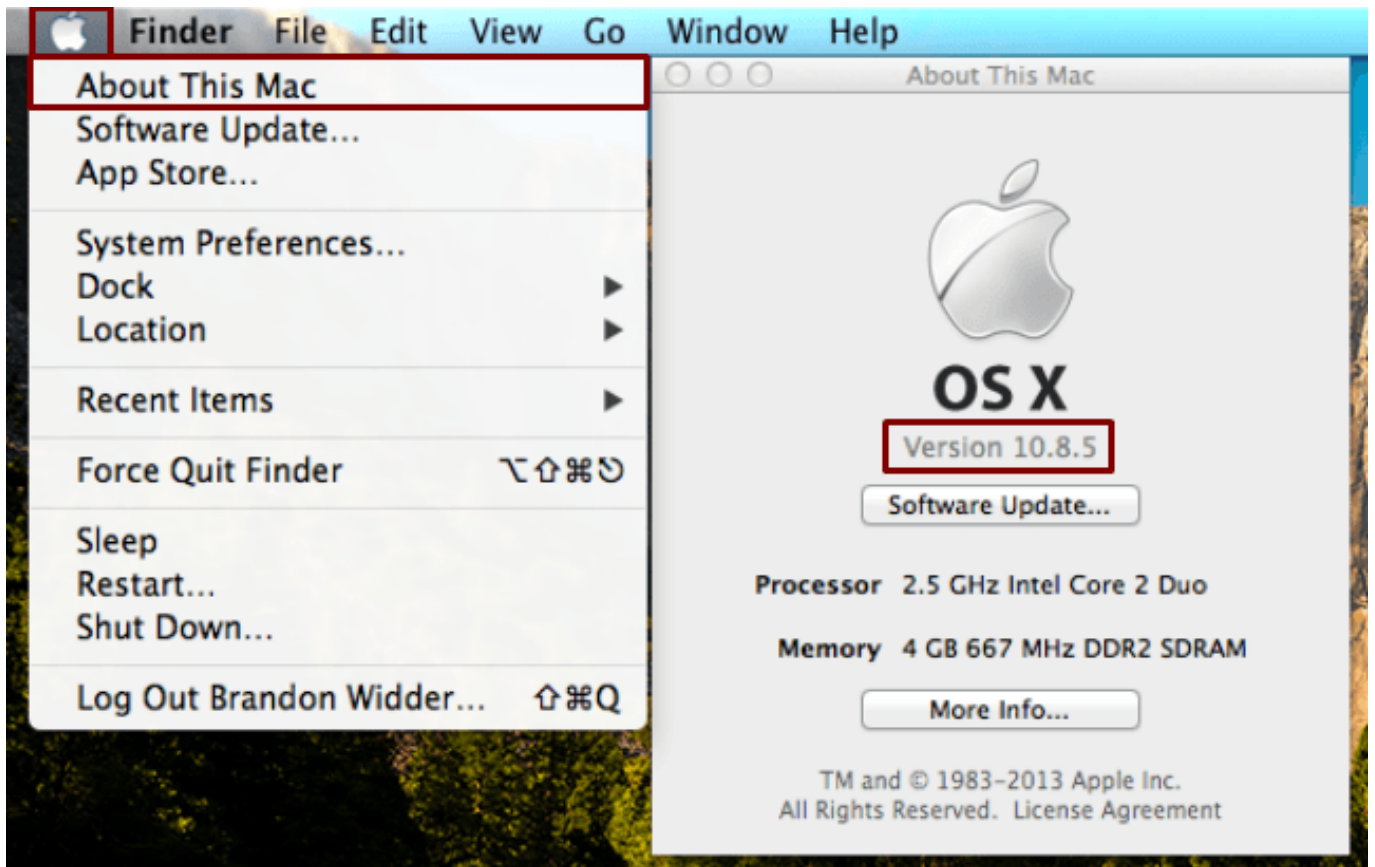 Finder File Edit View Go Window Help
About This Mac
Software Update...
App Store...
System Preferences...
Dock
Location
Recent Items
Force Quit Finder ⌥⇧⌘⎋
Sleep
Restart...
Shut Down...
Log Out Brandon Widder... ⇧⌘Q
About This Mac
OS X
Version 10.8.5
Software Update...
Processor 2.5 GHz Intel Core 2 Duo
Memory 4 GB 667 MHz DDR2 SDRAM
More Info...
TM and © 1983-2013 Apple Inc.
All Rights Reserved. License Agreement